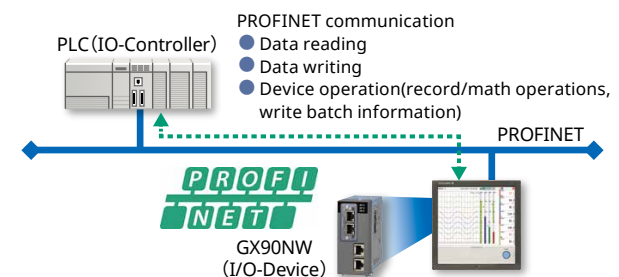 PROFINET communication
PLC(IO-Controller)
● Data reading
● Data writing
● Device operation(record/math operations,
write batch information)
PROFINET
PROFI
NET
GX90NW
(I/O-Device)